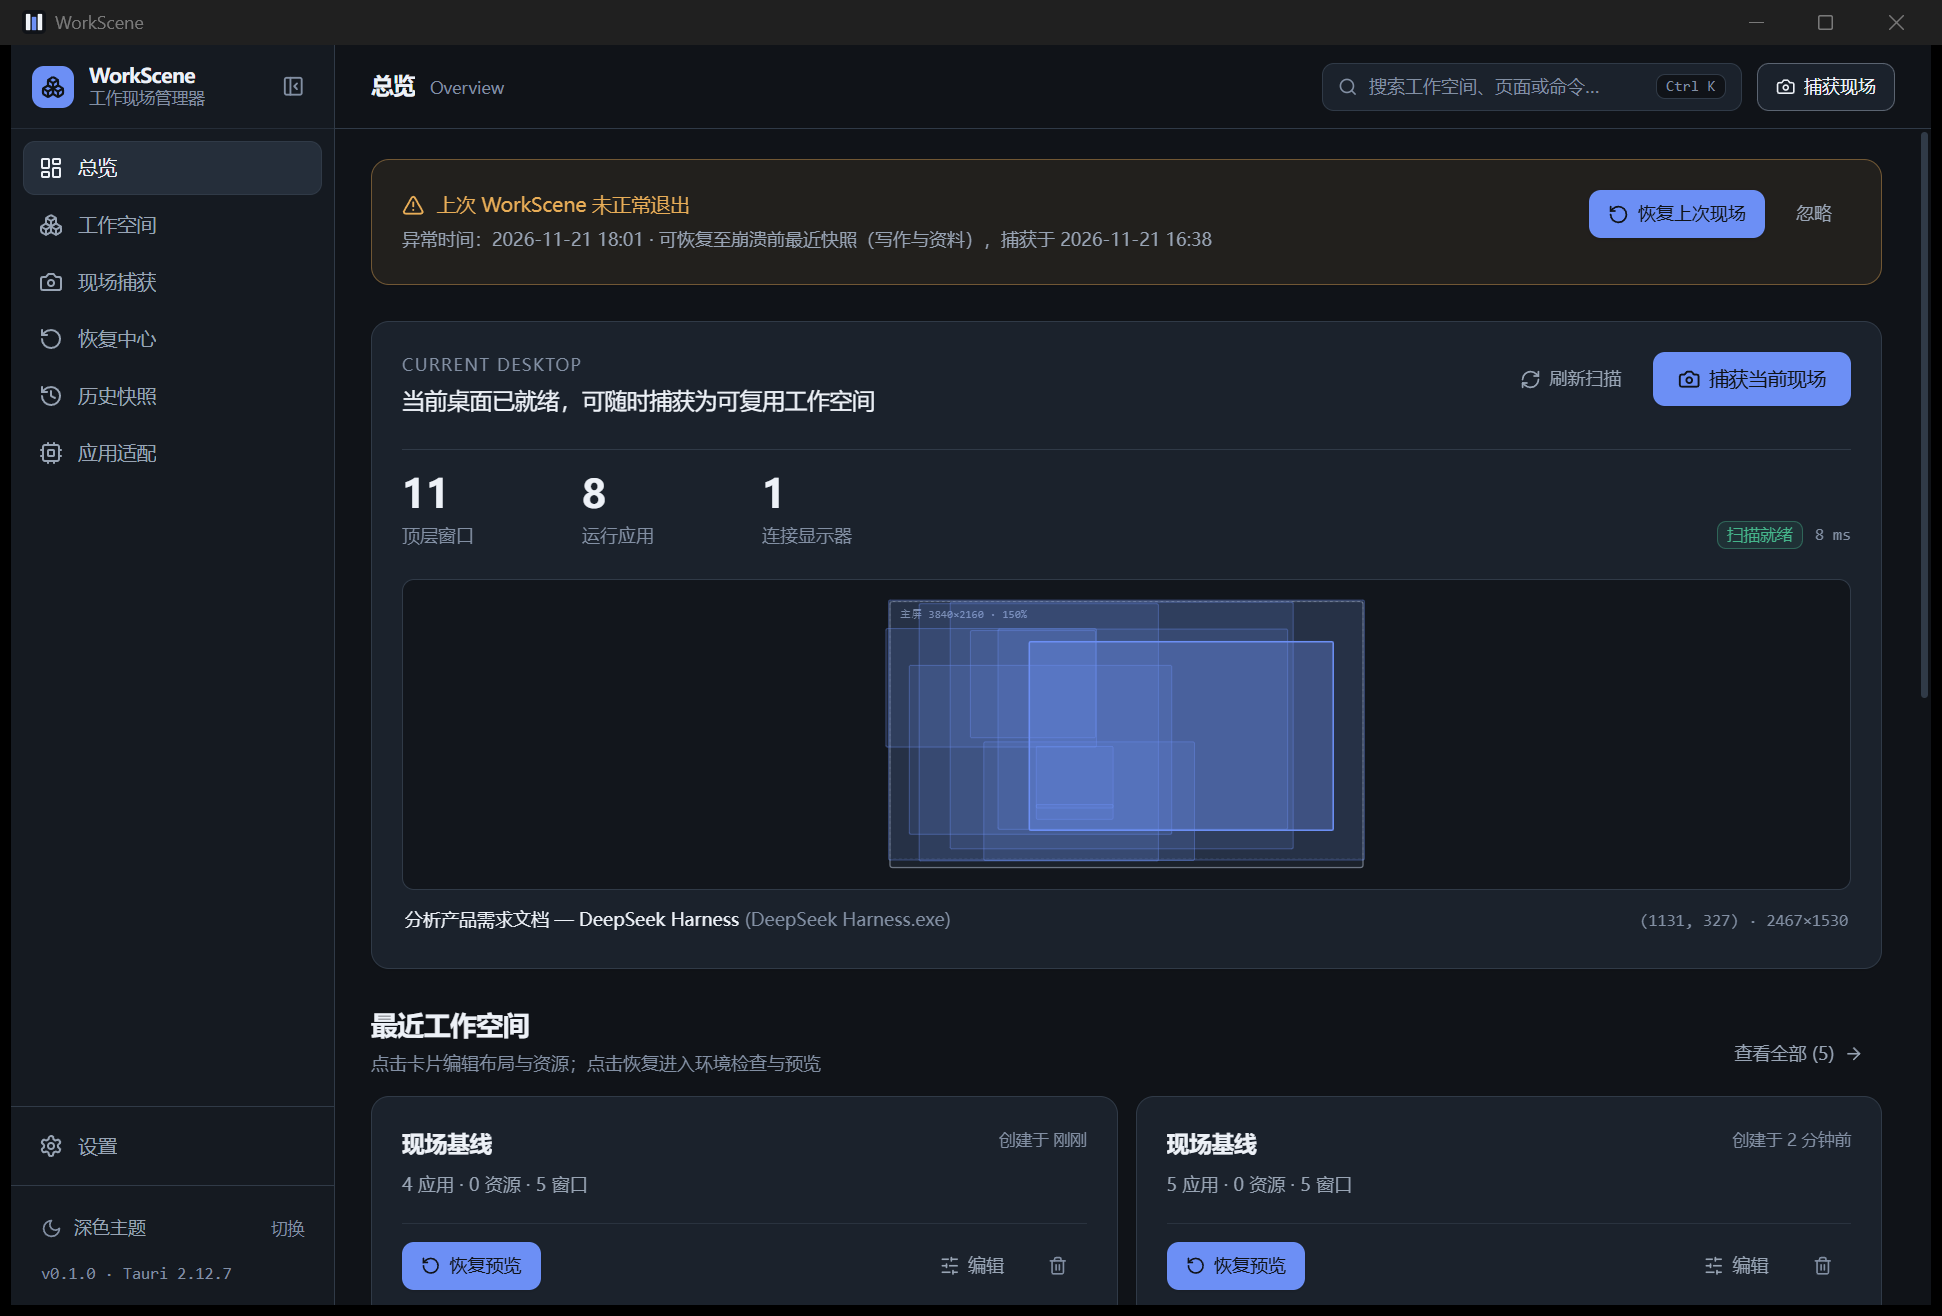 WorkScene
WorkScene
工作现场管理器
总览 Overview
搜索工作空间、页面或命令... Ctrl K
捕获现场
总览
工作空间
现场捕获
恢复中心
历史快照
应用适配
设置
深色主题 切换
v0.1.0 · Tauri 2.12.7
上次 WorkScene 未正常退出
异常时间：2026-11-21 18:01 · 可恢复至崩溃前最近快照（写作与资料），捕获于 2026-11-21 16:38
恢复上次现场 忽略
CURRENT DESKTOP
当前桌面已就绪，可随时捕获为可复用工作空间
刷新扫描 捕获当前现场
11 8 1
顶层窗口 运行应用 连接显示器
扫描就绪 8 ms
主屏 3840×2160 · 150%
分析产品需求文档 — DeepSeek Harness (DeepSeek Harness.exe) (1131, 327) · 2467×1530
最近工作空间
点击卡片编辑布局与资源；点击恢复进入环境检查与预览
查看全部 (5)
现场基线 创建于 刚刚
4 应用 · 0 资源 · 5 窗口
恢复预览 编辑
现场基线 创建于 2 分钟前
5 应用 · 0 资源 · 5 窗口
恢复预览 编辑